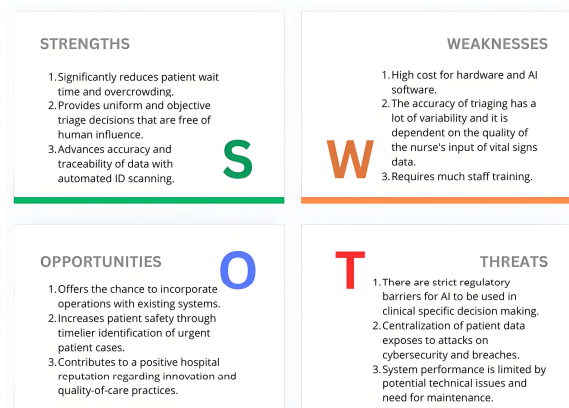 STRENGTHS
1. Significantly reduces patient wait
time and overcrowding.
2. Provides uniform and objective
triage decisions that are free of
human influence.
3. Advances accuracy and
traceability of data with
automated ID scanning.
S
WEAKNESSES
1. High cost for hardware and AI
software.
2. The accuracy of triaging has a
lot of variability and it is
dependent on the quality of
the nurse's input of vital signs
data.
3. Requires much staff training.
W
OPPORTUNITIES
O
1. Offers the chance to incorporate
operations with existing systems.
2. Increases patient safety through
timelier identification of urgent
patient cases.
3. Contributes to a positive hospital
reputation regarding innovation and
quality-of-care practices.
T
THREATS
1. There are strict regulatory
barriers for AI to be used in
clinical specific decision making.
2. Centralization of patient data
exposes to attacks on
cybersecurity and breaches.
3. System performance is limited by
potential technical issues and
need for maintenance.